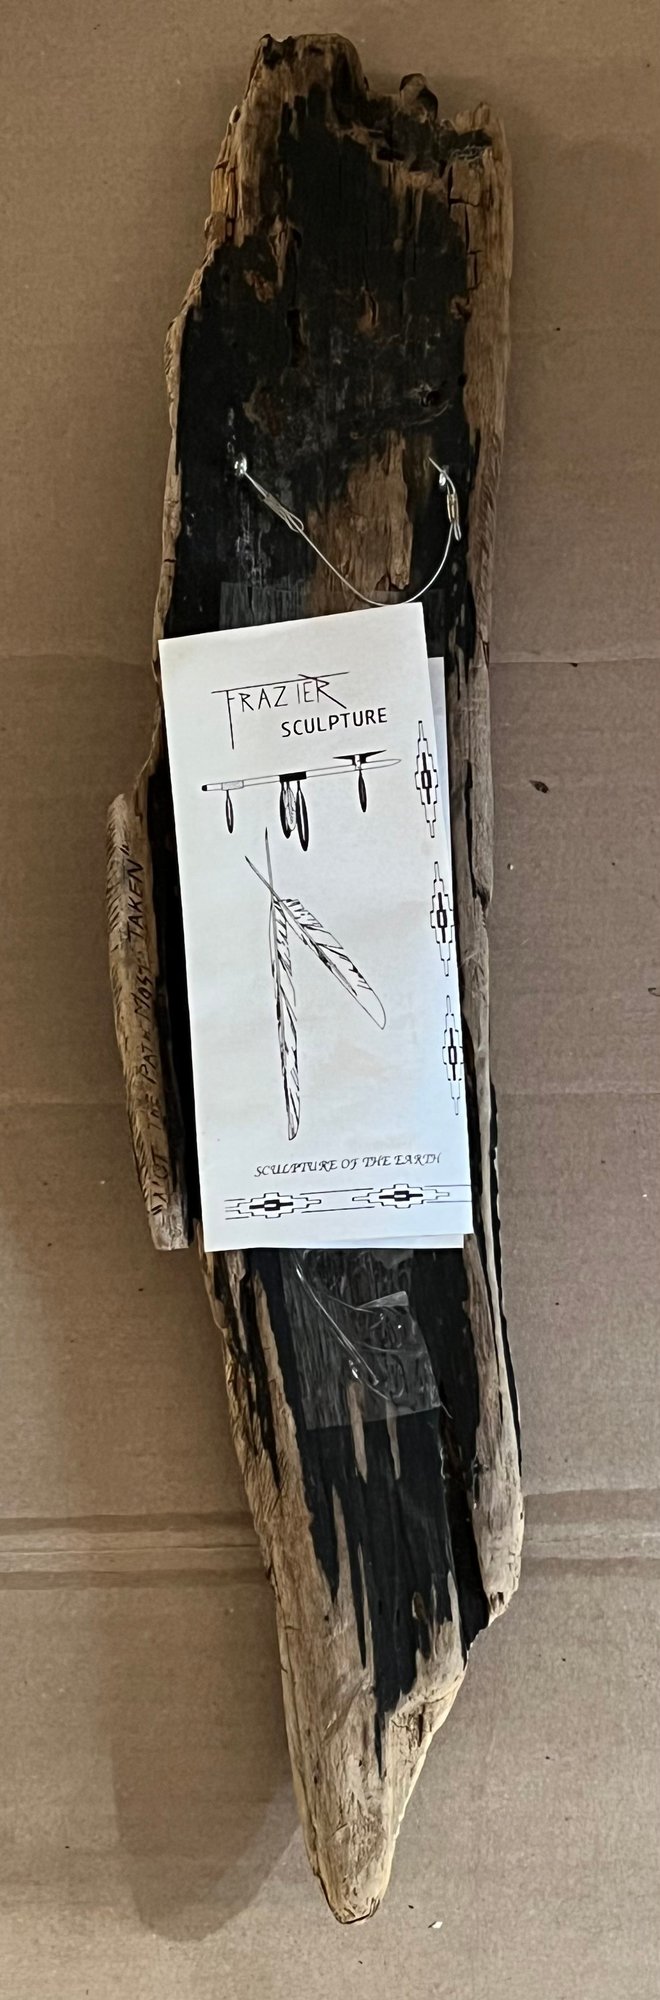 FRAZIER
SCULPTURE
SCULPTURE OF THE EARTH
"NOT THE PATH MOST TAKEN"